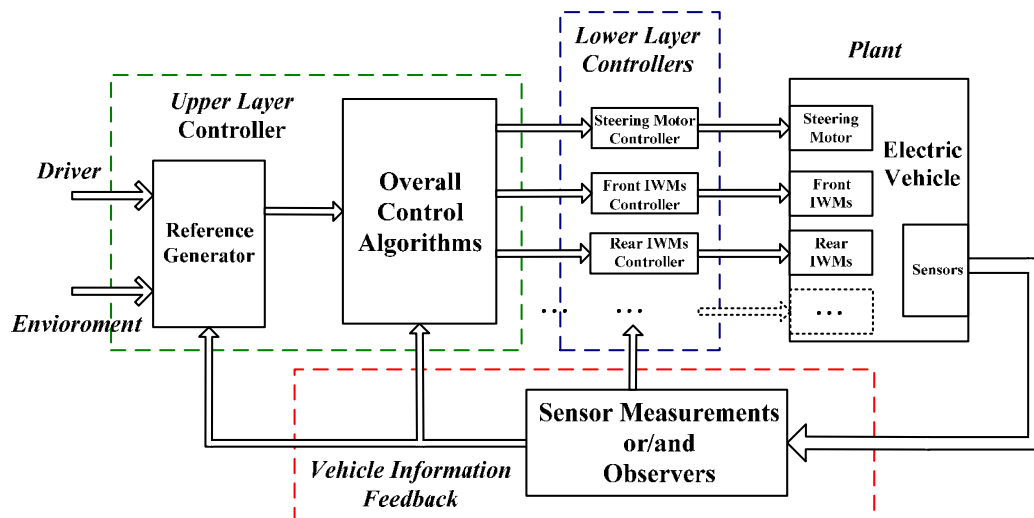 Lower Layer
Controllers
Plant
Upper Layer
Controller
Steering Motor
Controller
Steering
Motor
Electric
Vehicle
Driver
Overall
Control
Algorithms
Front IWMs
Controller
Front
IWMs
Reference
Generator
Rear IWMs
Controller
Rear
IWMs
Sensors
Envioroment
...
...
...
Sensor Measurements
or/and
Observers
Vehicle Information
Feedback